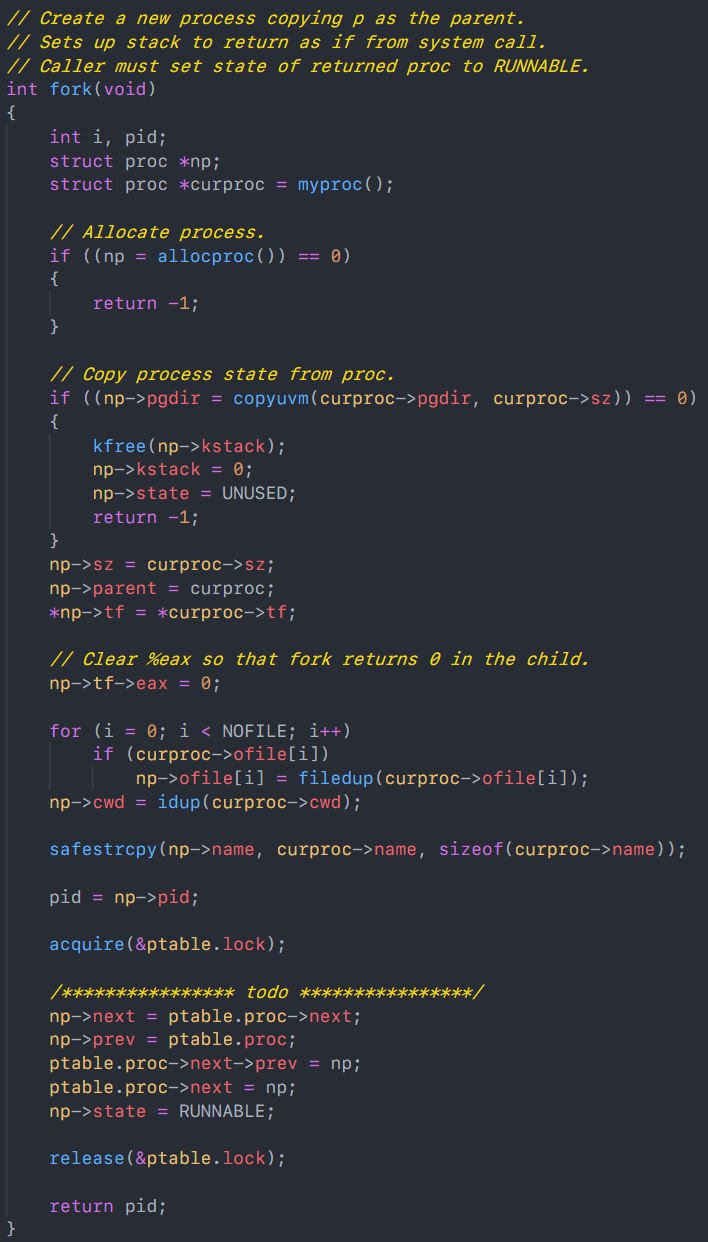 // Create a new process copying p as the parent.
// Sets up stack to return as if from system call.
// Caller must set state of returned proc to RUNNABLE.
int fork(void)
{
    int i, pid;
    struct proc *np;
    struct proc *curproc = myproc();

    // Allocate process.
    if ((np = allocproc()) == 0)
    {
        return -1;
    }

    // Copy process state from proc.
    if ((np->pgdir = copyuvm(curproc->pgdir, curproc->sz)) == 0)
    {
        kfree(np->kstack);
        np->kstack = 0;
        np->state = UNUSED;
        return -1;
    }
    np->sz = curproc->sz;
    np->parent = curproc;
    *np->tf = *curproc->tf;

    // Clear %eax so that fork returns 0 in the child.
    np->tf->eax = 0;

    for (i = 0; i < NOFILE; i++)
        if (curproc->ofile[i])
            np->ofile[i] = filedup(curproc->ofile[i]);
    np->cwd = idup(curproc->cwd);

    safestrcpy(np->name, curproc->name, sizeof(curproc->name));

    pid = np->pid;

    acquire(&ptable.lock);

    /**************** todo ****************/
    np->next = ptable.proc->next;
    np->prev = ptable.proc;
    ptable.proc->next->prev = np;
    ptable.proc->next = np;
    np->state = RUNNABLE;

    release(&ptable.lock);

    return pid;
}